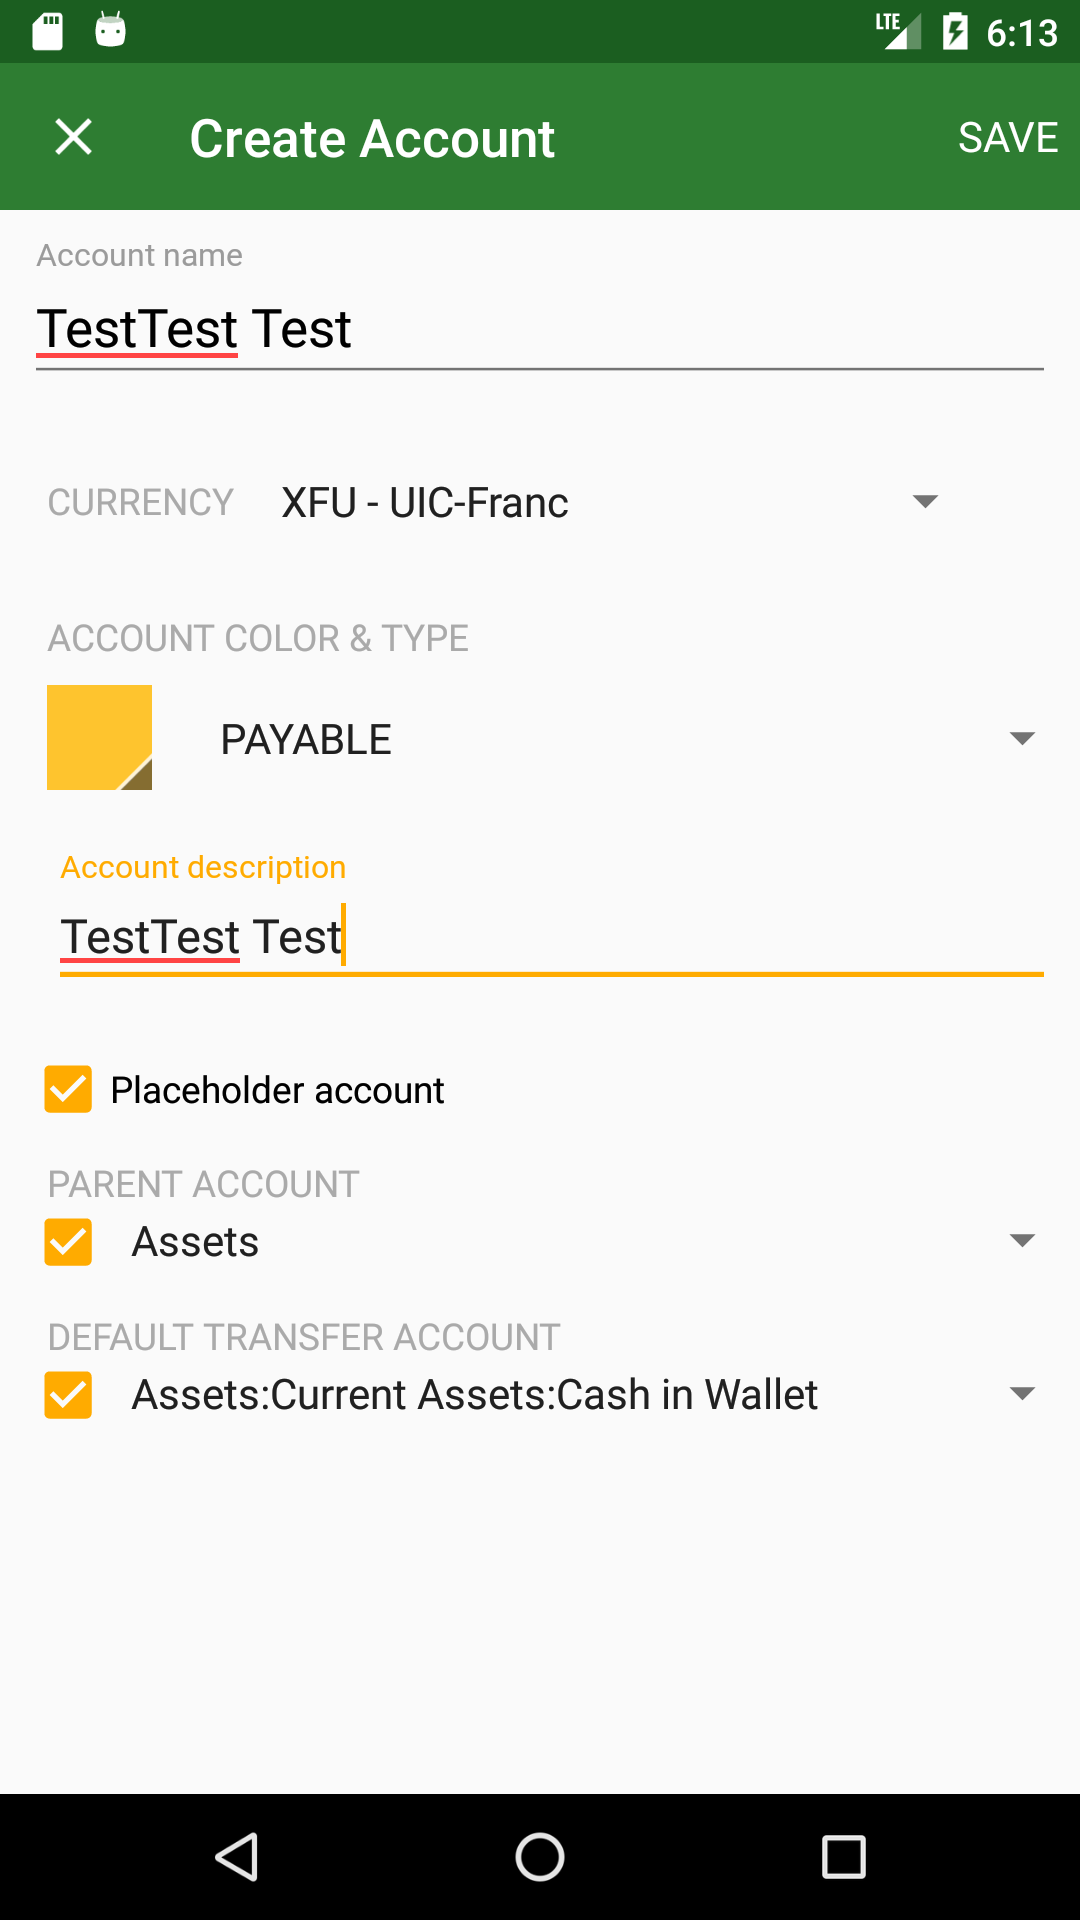 LTE 6:13
Create Account SAVE
Account name
TestTest Test
CURRENCY XFU - UIC-Franc
ACCOUNT COLOR & TYPE
PAYABLE
Account description
TestTest Test
Placeholder account
PARENT ACCOUNT
Assets
DEFAULT TRANSFER ACCOUNT
Assets:Current Assets:Cash in Wallet